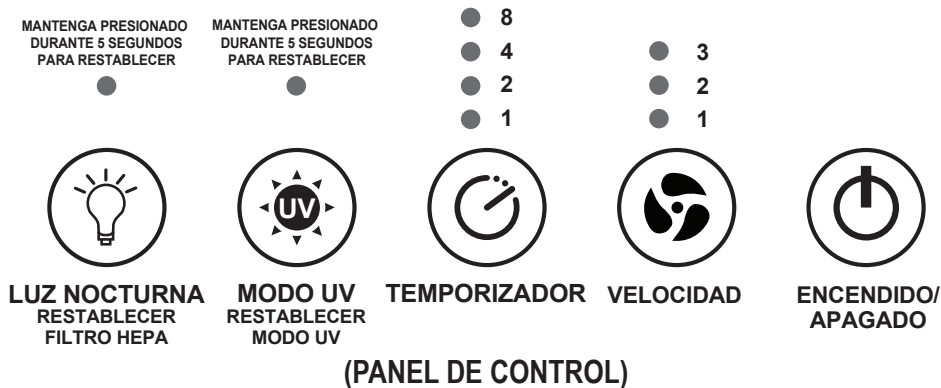 MANTENGA PRESIONADO
DURANTE 5 SEGUNDOS
PARA RESTABLECER
MANTENGA PRESIONADO
DURANTE 5 SEGUNDOS
PARA RESTABLECER
8
4
2
1
3
2
1
UV
LUZ NOCTURNA
RESTABLECER
FILTRO HEPA
MODO UV
RESTABLECER
MODO UV
TEMPORIZADOR
VELOCIDAD
ENCENDIDO/
APAGADO
(PANEL DE CONTROL)